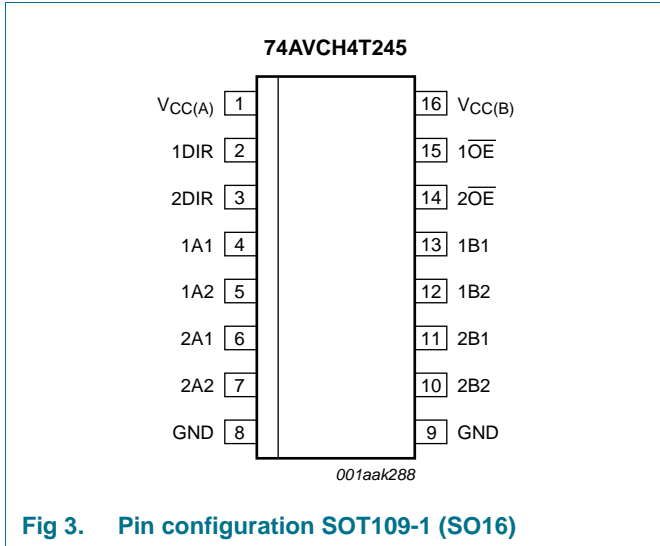 74AVCH4T245
VCC(A) 1 16 VCC(B)
1DIR 2 15 1O̅E̅
2DIR 3 14 2O̅E̅
1A1 4 13 1B1
1A2 5 12 1B2
2A1 6 11 2B1
2A2 7 10 2B2
GND 8 9 GND
001aak288
Fig 3. Pin configuration SOT109-1 (SO16)